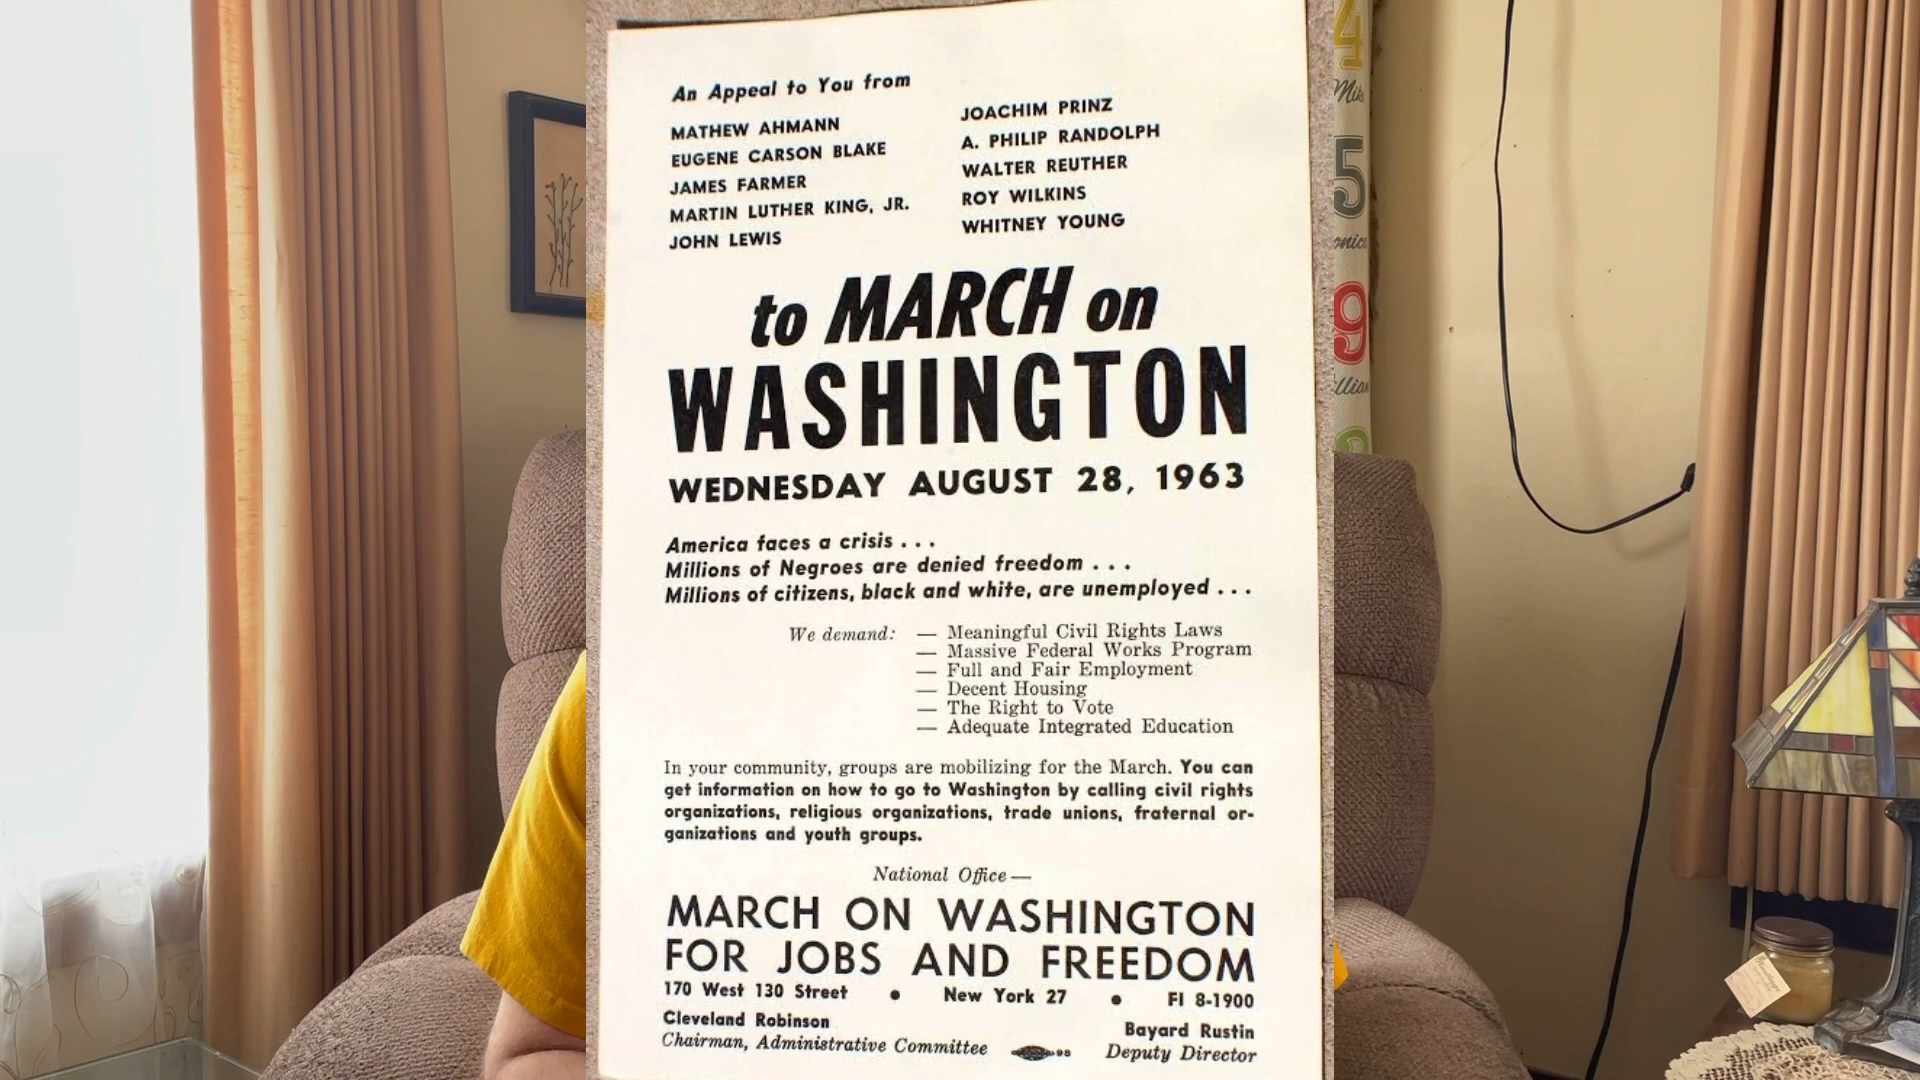 An Appeal to You from
MATHEW AHMANN
EUGENE CARSON BLAKE
JAMES FARMER
MARTIN LUTHER KING, JR.
JOHN LEWIS
JOACHIM PRINZ
A. PHILIP RANDOLPH
WALTER REUTHER
ROY WILKINS
WHITNEY YOUNG
to MARCH on
WASHINGTON
WEDNESDAY AUGUST 28, 1963
America faces a crisis . . .
Millions of Negroes are denied freedom . . .
Millions of citizens, black and white, are unemployed . . .
We demand: — Meaningful Civil Rights Laws
— Massive Federal Works Program
— Full and Fair Employment
— Decent Housing
— The Right to Vote
— Adequate Integrated Education
In your community, groups are mobilizing for the March. You can
get information on how to go to Washington by calling civil rights
organizations, religious organizations, trade unions, fraternal or-
ganizations and youth groups.
National Office —
MARCH ON WASHINGTON
FOR JOBS AND FREEDOM
170 West 130 Street • New York 27 • FI 8-1900
Cleveland Robinson
Chairman, Administrative Committee
Bayard Rustin
Deputy Director
4
5
9